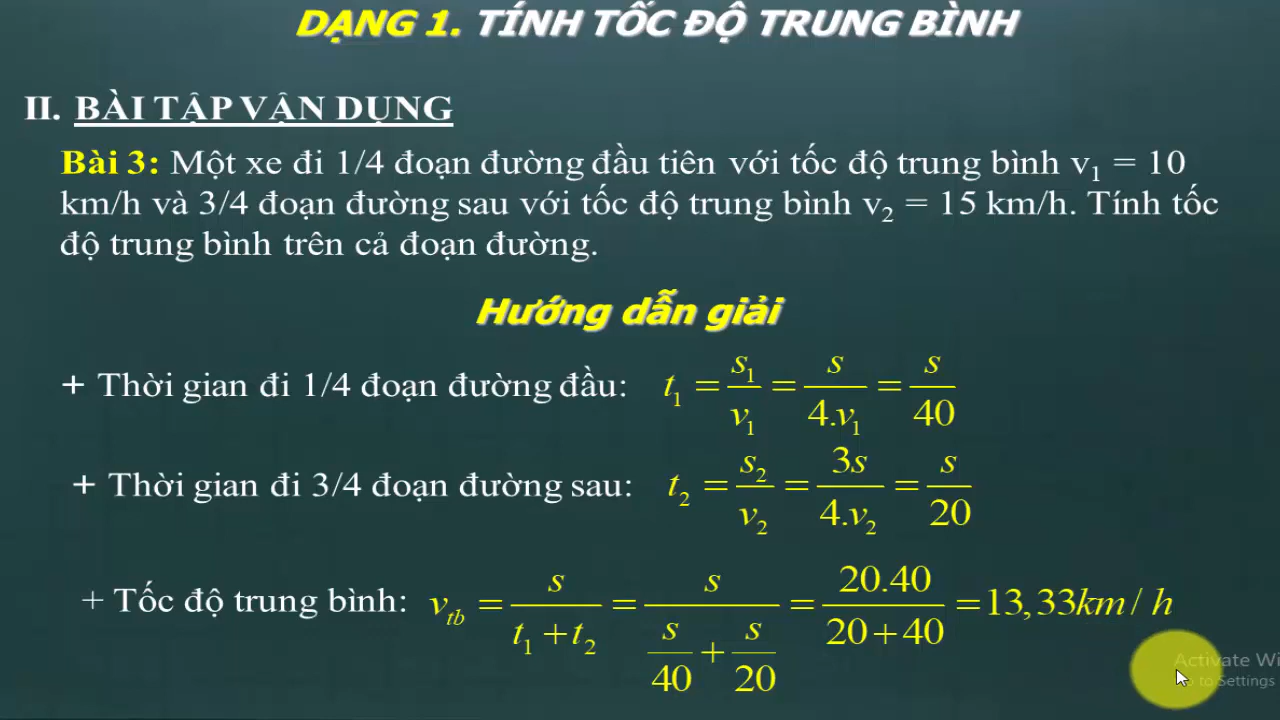 DẠNG 1. TÍNH TỐC ĐỘ TRUNG BÌNH
II. BÀI TẬP VẬN DỤNG
Bài 3: Một xe đi 1/4 đoạn đường đầu tiên với tốc độ trung bình v₁ = 10
km/h và 3/4 đoạn đường sau với tốc độ trung bình v₂ = 15 km/h. Tính tốc
độ trung bình trên cả đoạn đường.
Hướng dẫn giải
+ Thời gian đi 1/4 đoạn đường đầu: t₁ = s₁/v₁ = s/(4.v₁) = s/40
+ Thời gian đi 3/4 đoạn đường sau: t₂ = s₂/v₂ = 3s/(4.v₂) = s/20
+ Tốc độ trung bình: v_tb = s/(t₁ + t₂) = s/(s/40 + s/20) = 20.40/(20 + 40) = 13,33km / h
Activate Wi
to Settings